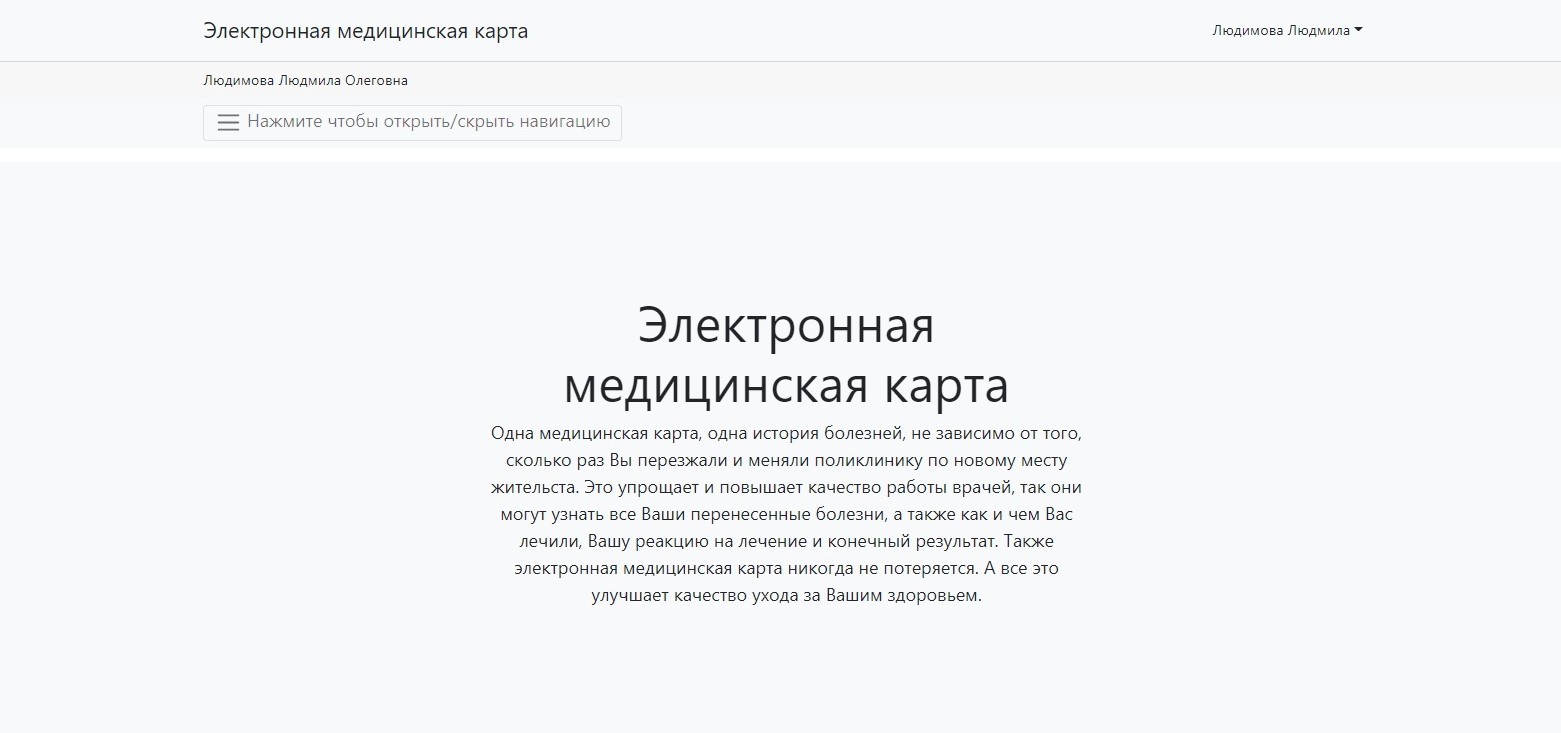 Электронная медицинская карта
Людимова Людмила
Людимова Людмила Олеговна
Нажмите чтобы открыть/скрыть навигацию
Электронная
медицинская карта
Одна медицинская карта, одна история болезней, не зависимо от того,
сколько раз Вы перезжали и меняли поликлинику по новому месту
жительста. Это упрощает и повышает качество работы врачей, так они
могут узнать все Ваши перенесенные болезни, а также как и чем Вас
лечили, Вашу реакцию на лечение и конечный результат. Также
электронная медицинская карта никогда не потеряется. А все это
улучшает качество ухода за Вашим здоровьем.